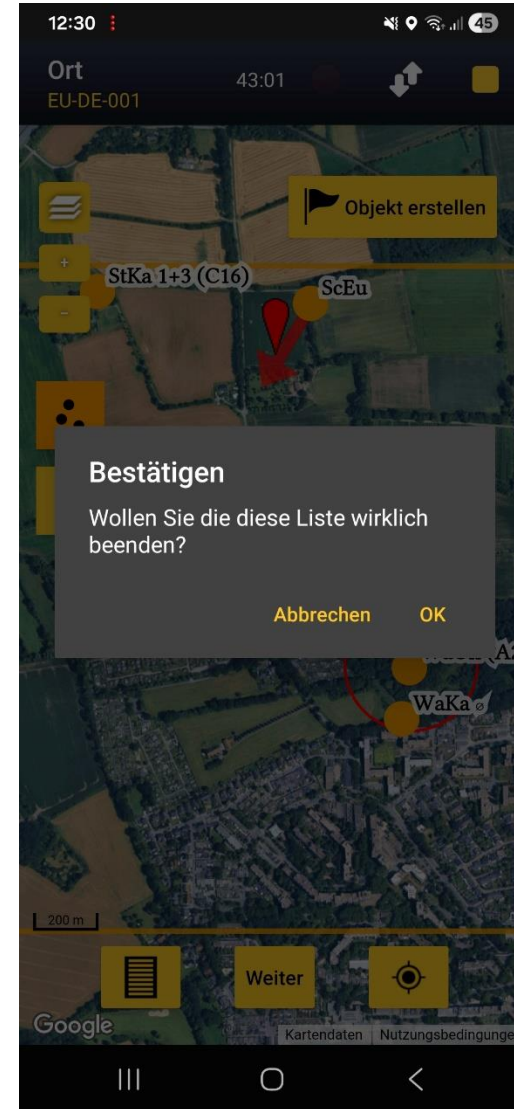 12:30
45
Ort
43:01
EU-DE-001
Objekt erstellen
+
StKa 1+3 (C16)
ScEu
-
Bestätigen
Wollen Sie die diese Liste wirklich
beenden?
Abbrechen OK
WaKa ⌀
200 m
Weiter
Google
Kartendaten
Nutzungsbedingunge